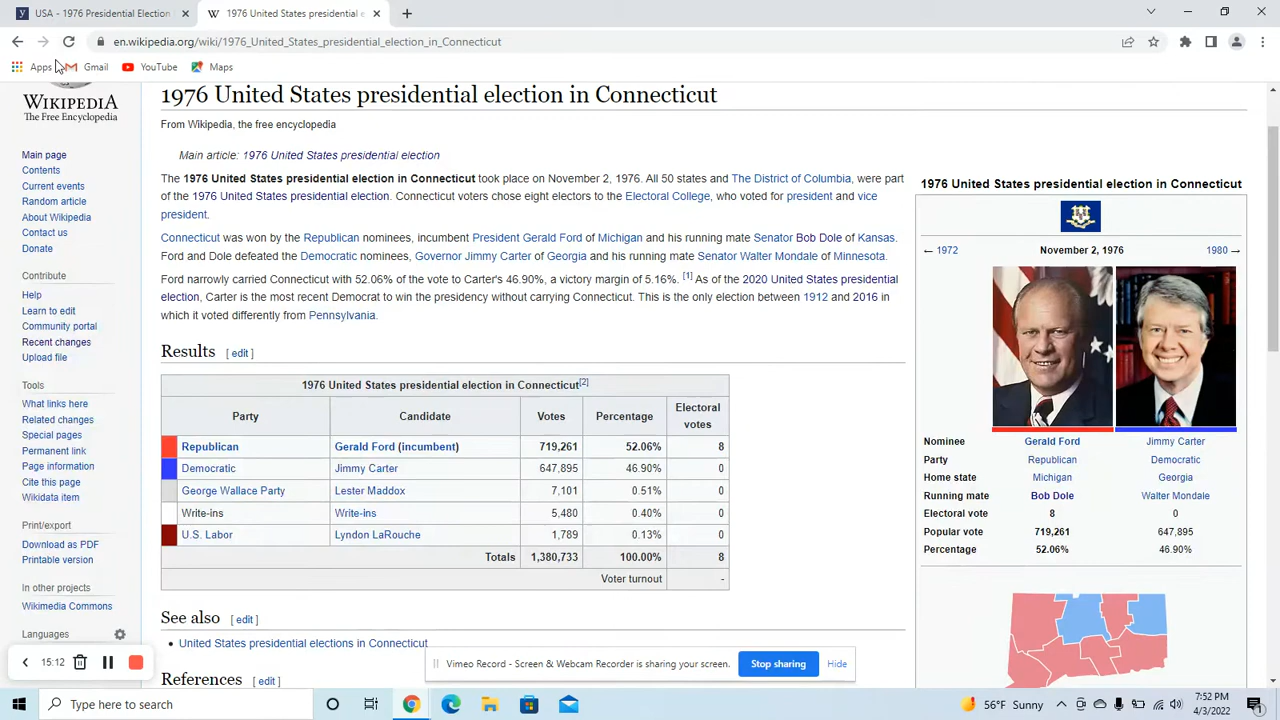 USA - 1976 Presidential Election
1976 United States presidential e
en.wikipedia.org/wiki/1976_United_States_presidential_election_in_Connecticut
Apps Gmail YouTube Maps
WIKIPEDIA
The Free Encyclopedia
Main page
Contents
Current events
Random article
About Wikipedia
Contact us
Donate
Contribute
Help
Learn to edit
Community portal
Recent changes
Upload file
Tools
What links here
Related changes
Special pages
Permanent link
Page information
Cite this page
Wikidata item
Print/export
Download as PDF
Printable version
In other projects
Wikimedia Commons
Languages
1976 United States presidential election in Connecticut
From Wikipedia, the free encyclopedia
Main article: 1976 United States presidential election
The 1976 United States presidential election in Connecticut took place on November 2, 1976. All 50 states and The District of Columbia, were part
of the 1976 United States presidential election. Connecticut voters chose eight electors to the Electoral College, who voted for president and vice
president.
Connecticut was won by the Republican nominees, incumbent President Gerald Ford of Michigan and his running mate Senator Bob Dole of Kansas.
Ford and Dole defeated the Democratic nominees, Governor Jimmy Carter of Georgia and his running mate Senator Walter Mondale of Minnesota.
Ford narrowly carried Connecticut with 52.06% of the vote to Carter's 46.90%, a victory margin of 5.16%. [1] As of the 2020 United States presidential
election, Carter is the most recent Democrat to win the presidency without carrying Connecticut. This is the only election between 1912 and 2016 in
which it voted differently from Pennsylvania.
Results [ edit ]
1976 United States presidential election in Connecticut[2]
Party Candidate Votes Percentage Electoral votes
Republican Gerald Ford (incumbent) 719,261 52.06% 8
Democratic Jimmy Carter 647,895 46.90% 0
George Wallace Party Lester Maddox 7,101 0.51% 0
Write-ins Write-ins 5,480 0.40% 0
U.S. Labor Lyndon LaRouche 1,789 0.13% 0
Totals 1,380,733 100.00% 8
Voter turnout -
See also [ edit ]
United States presidential elections in Connecticut
References [ edit ]
1976 United States presidential election in Connecticut
← 1972 November 2, 1976 1980 →
Nominee Gerald Ford Jimmy Carter
Party Republican Democratic
Home state Michigan Georgia
Running mate Bob Dole Walter Mondale
Electoral vote 8 0
Popular vote 719,261 647,895
Percentage 52.06% 46.90%
15:12
Vimeo Record - Screen & Webcam Recorder is sharing your screen. Stop sharing Hide
Type here to search
56°F Sunny
7:52 PM
4/3/2022
1